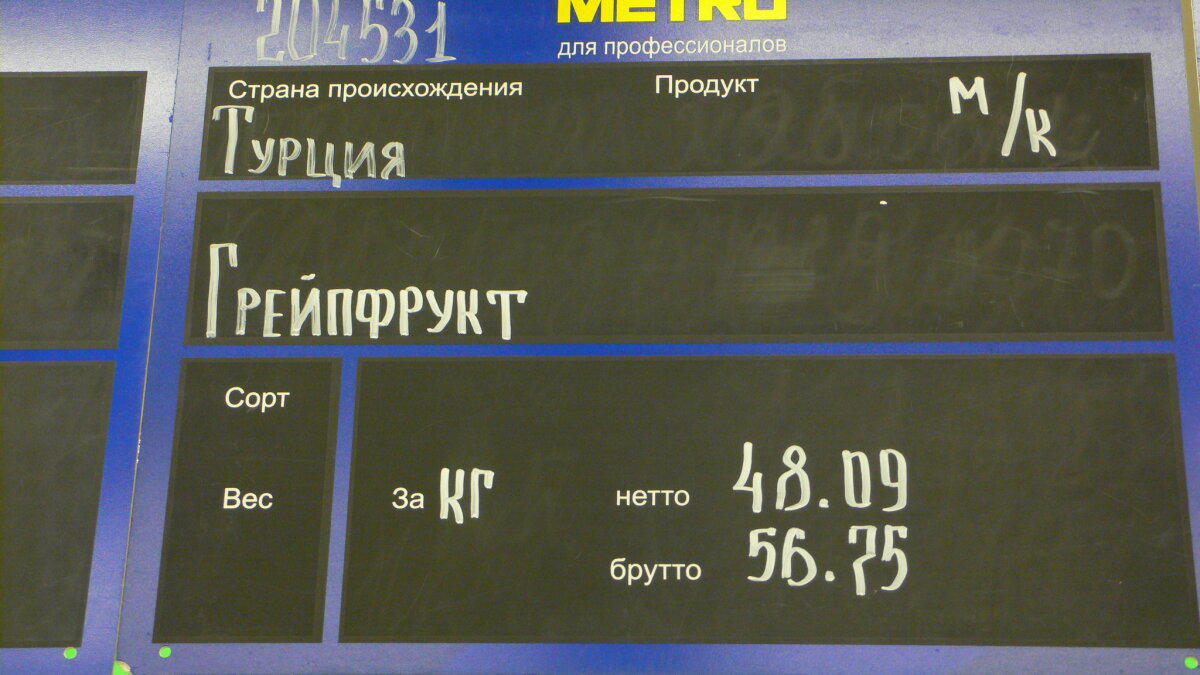 204531
METRO
для профессионалов
Страна происхождения Продукт
Турция м/к
Грейпфрукт
Сорт
Вес За кг нетто 48.09
брутто 56.75